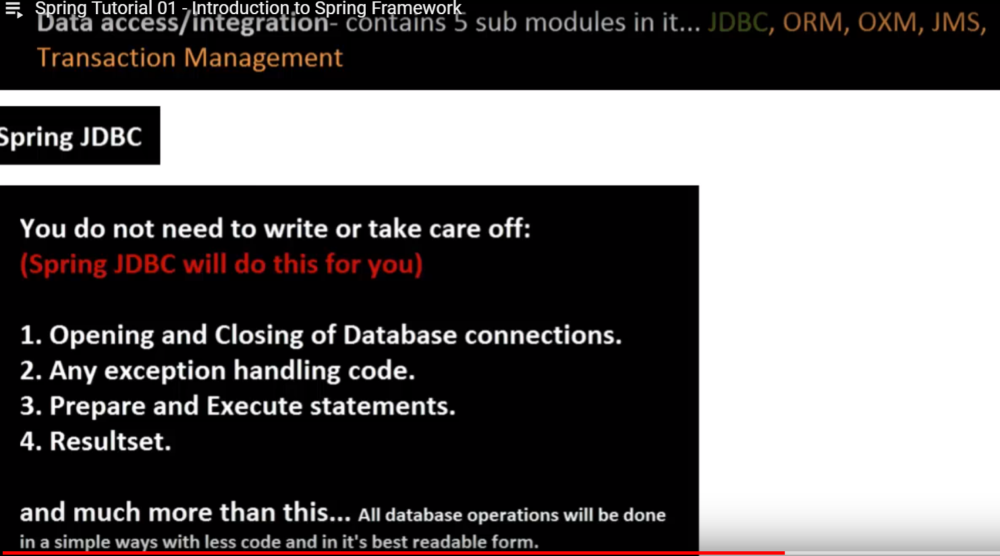 Spring Tutorial 01 - Introduction to Spring Framework
Data access/integration- contains 5 sub modules in it... JDBC, ORM, OXM, JMS,
Transaction Management
Spring JDBC
You do not need to write or take care off:
(Spring JDBC will do this for you)
1. Opening and Closing of Database connections.
2. Any exception handling code.
3. Prepare and Execute statements.
4. Resultset.
and much more than this... All database operations will be done
in a simple ways with less code and in it's best readable form.